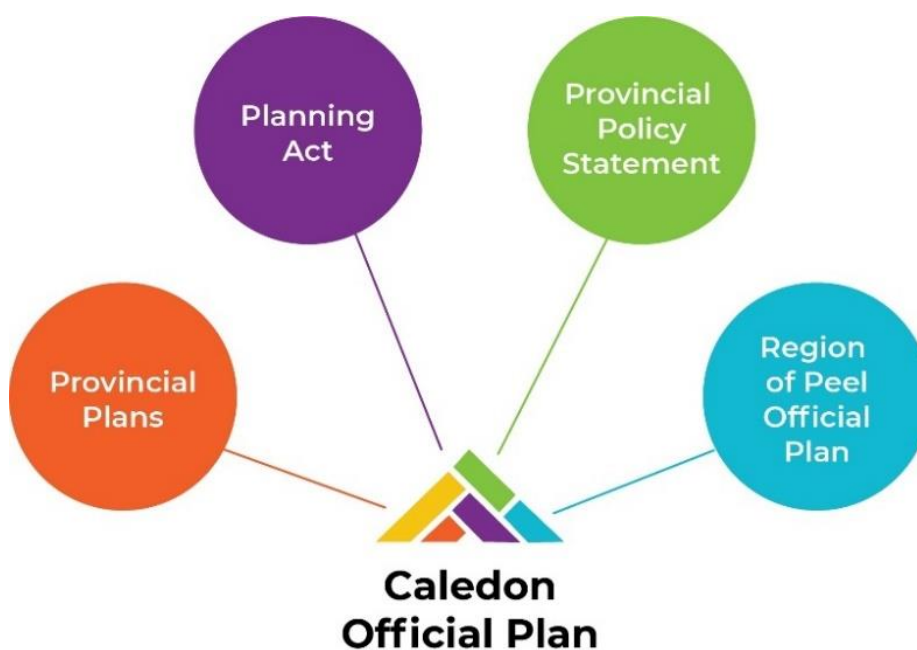 Planning
Act
Provincial
Policy
Statement
Provincial
Plans
Region
of Peel
Official
Plan
Caledon
Official Plan